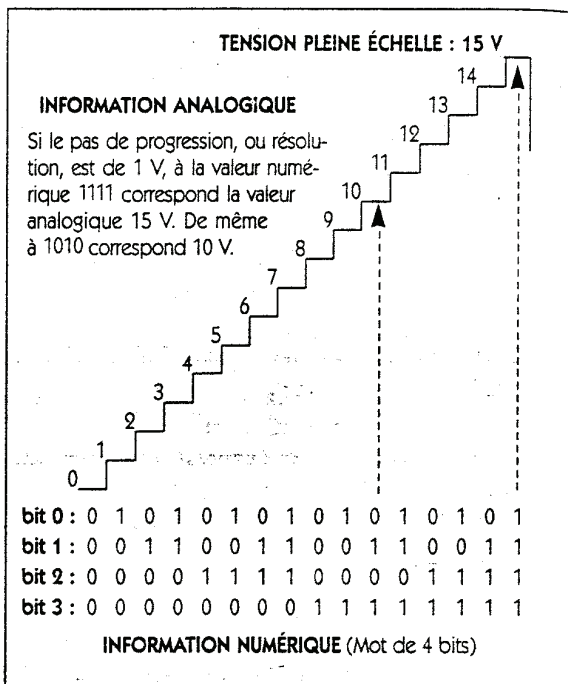 TENSION PLEINE ÉCHELLE : 15 V
INFORMATION ANALOGIQUE
Si le pas de progression, ou résolu-
tion, est de 1 V, à la valeur numé-
rique 1111 correspond la valeur
analogique 15 V. De même
à 1010 correspond 10 V.
14
13
12
11
10
9
8
7
6
5
4
3
2
1
0
bit 0 : 0 1 0 1 0 1 0 1 0 1 0 1 0 1 0 1
bit 1 : 0 0 1 1 0 0 1 1 0 0 1 1 0 0 1 1
bit 2 : 0 0 0 0 1 1 1 1 0 0 0 0 1 1 1 1
bit 3 : 0 0 0 0 0 0 0 0 1 1 1 1 1 1 1 1
INFORMATION NUMÉRIQUE (Mot de 4 bits)